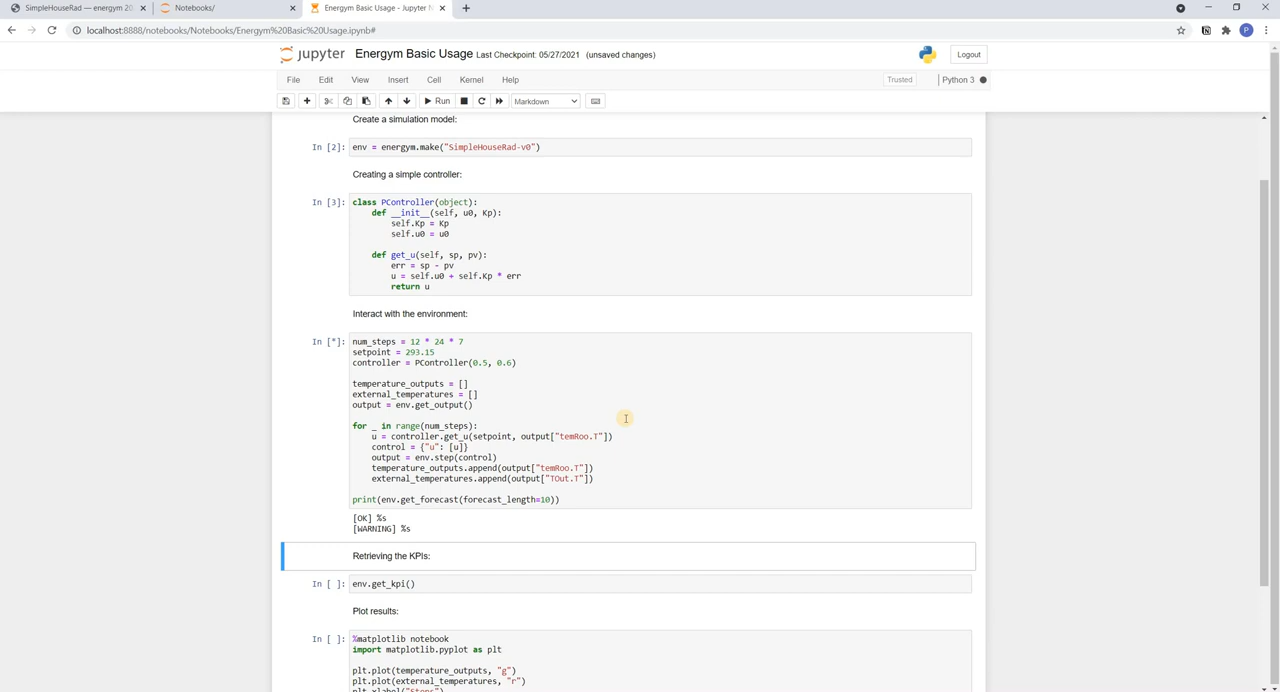 SimpleHouseRad — energym 20
Notebooks/
Energym Basic Usage - Jupyter N
localhost:8888/notebooks/Notebooks/Energym%20Basic%20Usage.ipynb#
P
jupyter Energym Basic Usage Last Checkpoint: 05/27/2021 (unsaved changes)
Logout
File Edit View Insert Cell Kernel Help
Trusted
Python 3
Run
Markdown
Create a simulation model:
In [2]: env = energym.make("SimpleHouseRad-v0")
Creating a simple controller:
In [3]: class PController(object):
def __init__(self, u0, Kp):
self.Kp = Kp
self.u0 = u0
def get_u(self, sp, pv):
err = sp - pv
u = self.u0 + self.Kp * err
return u
Interact with the environment:
In [*]: num_steps = 12 * 24 * 7
setpoint = 293.15
controller = PController(0.5, 0.6)
temperature_outputs = []
external_temperatures = []
output = env.get_output()
for _ in range(num_steps):
u = controller.get_u(setpoint, output["temRoo.T"])
control = {"u": [u]}
output = env.step(control)
temperature_outputs.append(output["temRoo.T"])
external_temperatures.append(output["TOut.T"])
print(env.get_forecast(forecast_length=10))
[OK] %s
[WARNING] %s
Retrieving the KPIs:
In [ ]: env.get_kpi()
Plot results:
In [ ]: %matplotlib notebook
import matplotlib.pyplot as plt
plt.plot(temperature_outputs, "g")
plt.plot(external_temperatures, "r")
plt.xlabel("Steps")